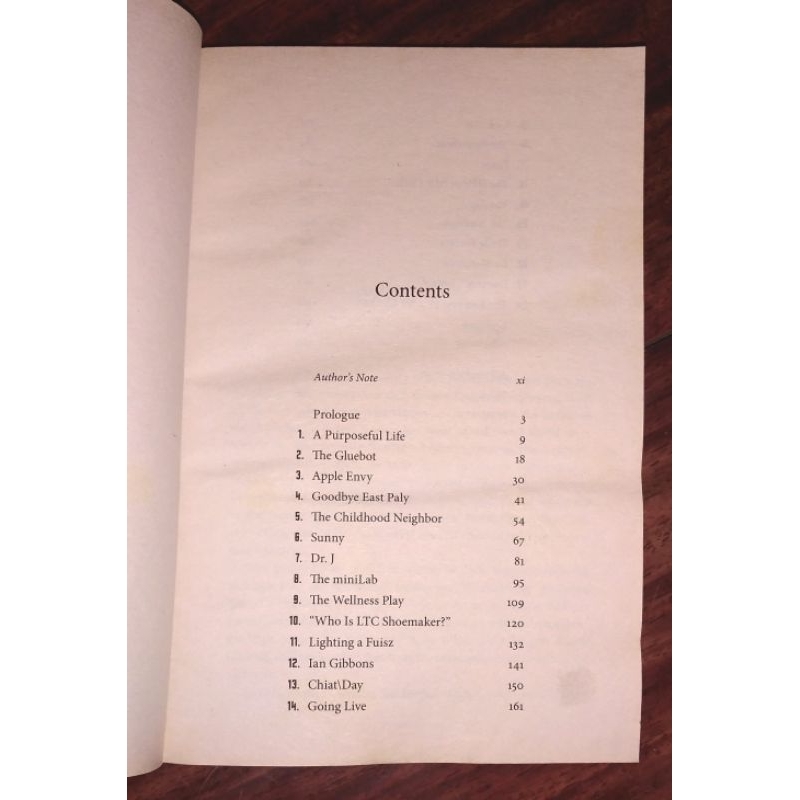 Contents
Author's Note xi
Prologue 3
1. A Purposeful Life 9
2. The Gluebot 18
3. Apple Envy 30
4. Goodbye East Paly 41
5. The Childhood Neighbor 54
6. Sunny 67
7. Dr. J 81
8. The miniLab 95
9. The Wellness Play 109
10. “Who Is LTC Shoemaker?” 120
11. Lighting a Fuisz 132
12. Ian Gibbons 141
13. Chiat\Day 150
14. Going Live 161